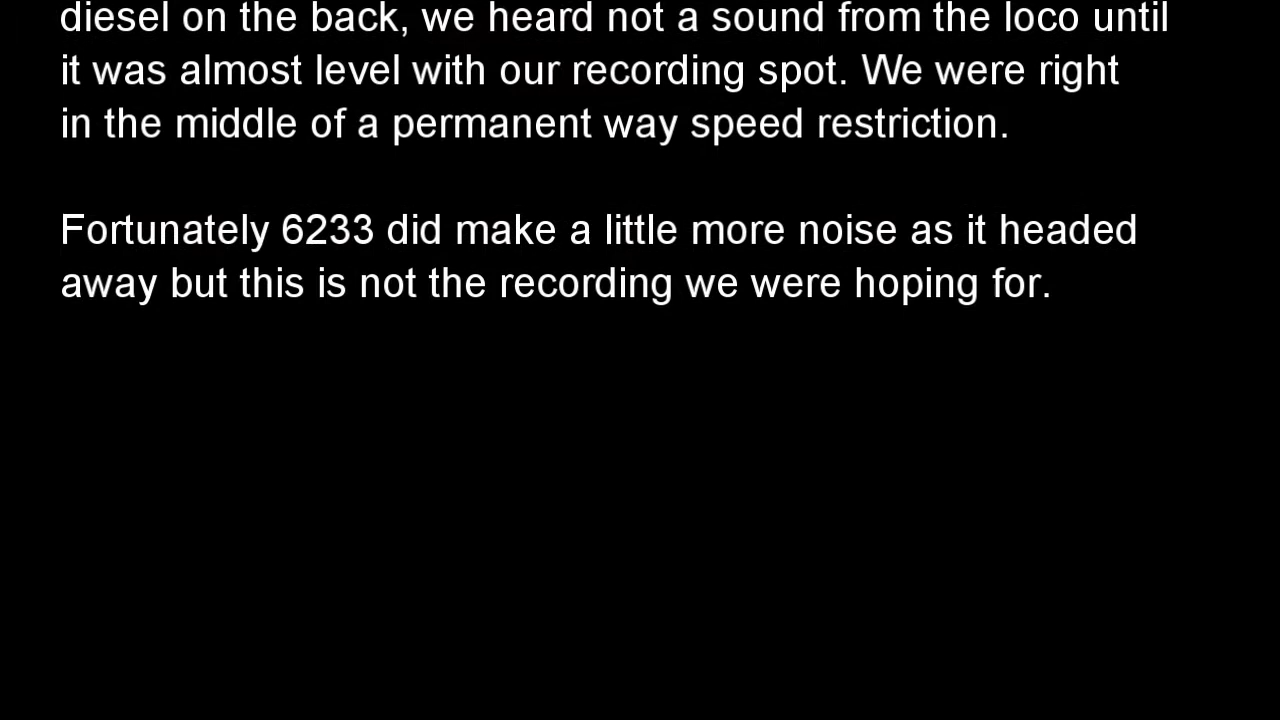 diesel on the back, we heard not a sound from the loco until
it was almost level with our recording spot. We were right
in the middle of a permanent way speed restriction.
Fortunately 6233 did make a little more noise as it headed
away but this is not the recording we were hoping for.